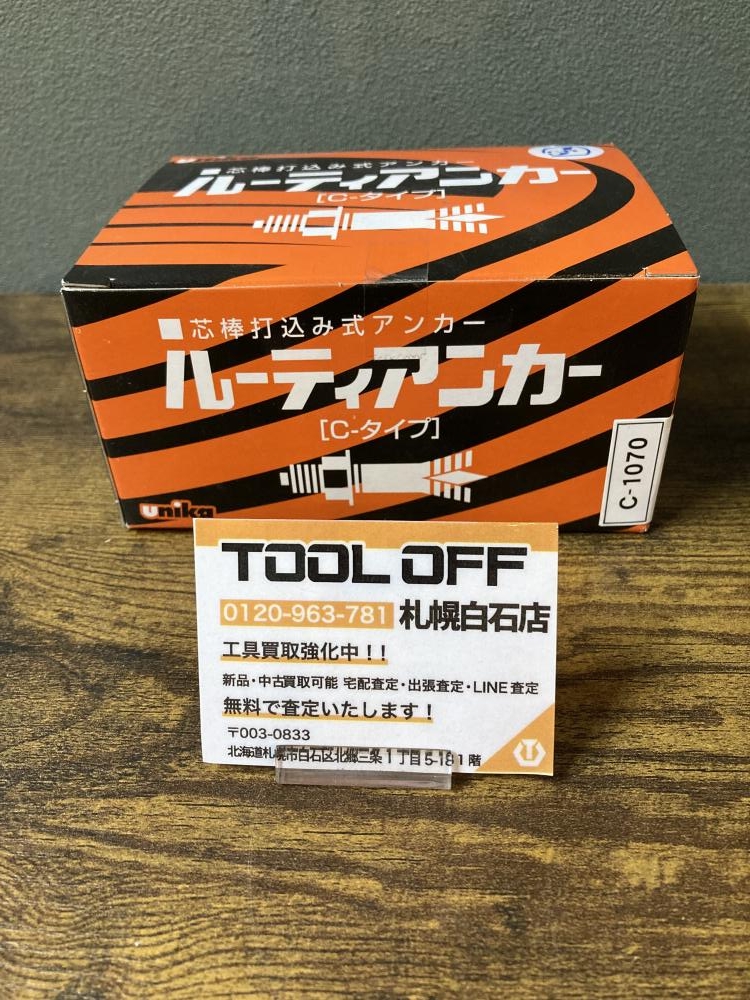 芯棒打込み式アンカー
ルーティアンカー
[C-タイプ]
芯棒打込み式アンカー
ルーティアンカー
[C-タイプ]
C-1070
unika
TOOL OFF
0120-963-781 札幌白石店
工具買取強化中!!
新品・中古買取可能 宅配査定・出張査定・LINE査定
無料で査定いたします!
〒003-0833
北海道札幌市白石区北郷三条1丁目5-18 1階